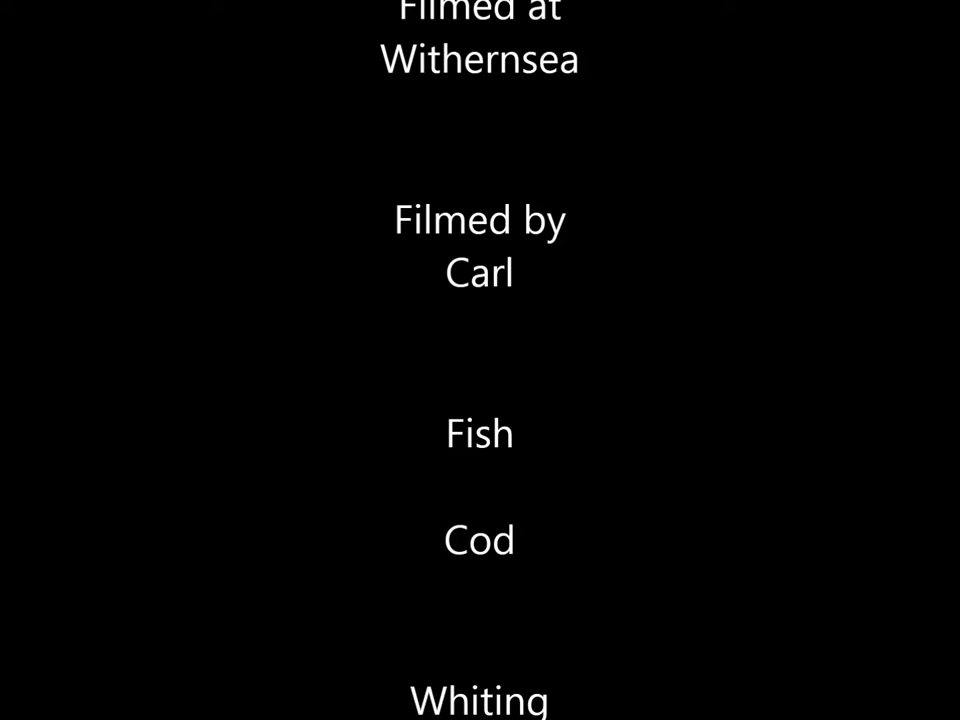 Filmed at
Withernsea
Filmed by
Carl
Fish
Cod
Whiting